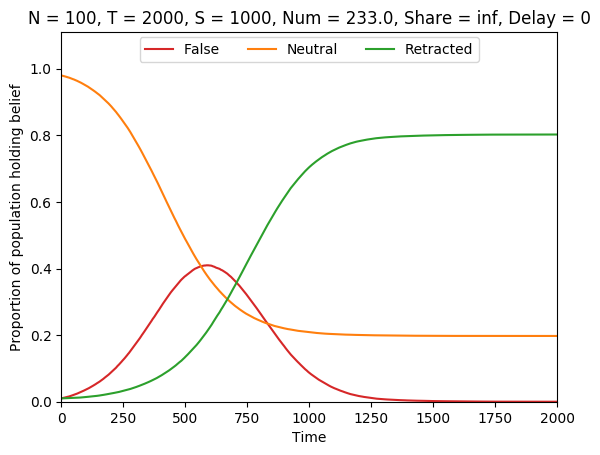 N = 100, T = 2000, S = 1000, Num = 233.0, Share = inf, Delay = 0
False
Neutral
Retracted
Proportion of population holding belief
1.0
0.8
0.6
0.4
0.2
0.0
0 250 500 750 1000 1250 1500 1750 2000
Time